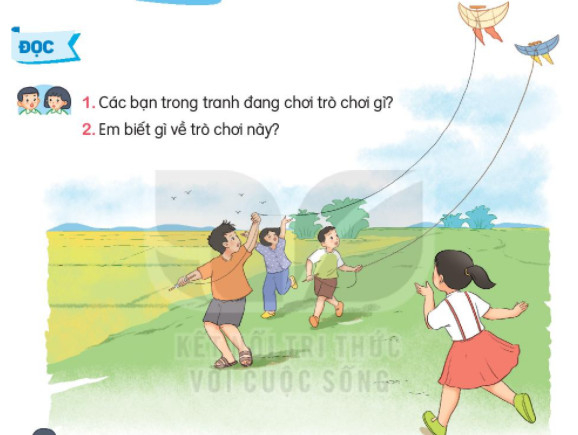 ĐỌC
1. Các bạn trong tranh đang chơi trò chơi gì?
2. Em biết gì về trò chơi này?
KẾT NỐI TRI THỨC
VỚI CUỘC SỐNG